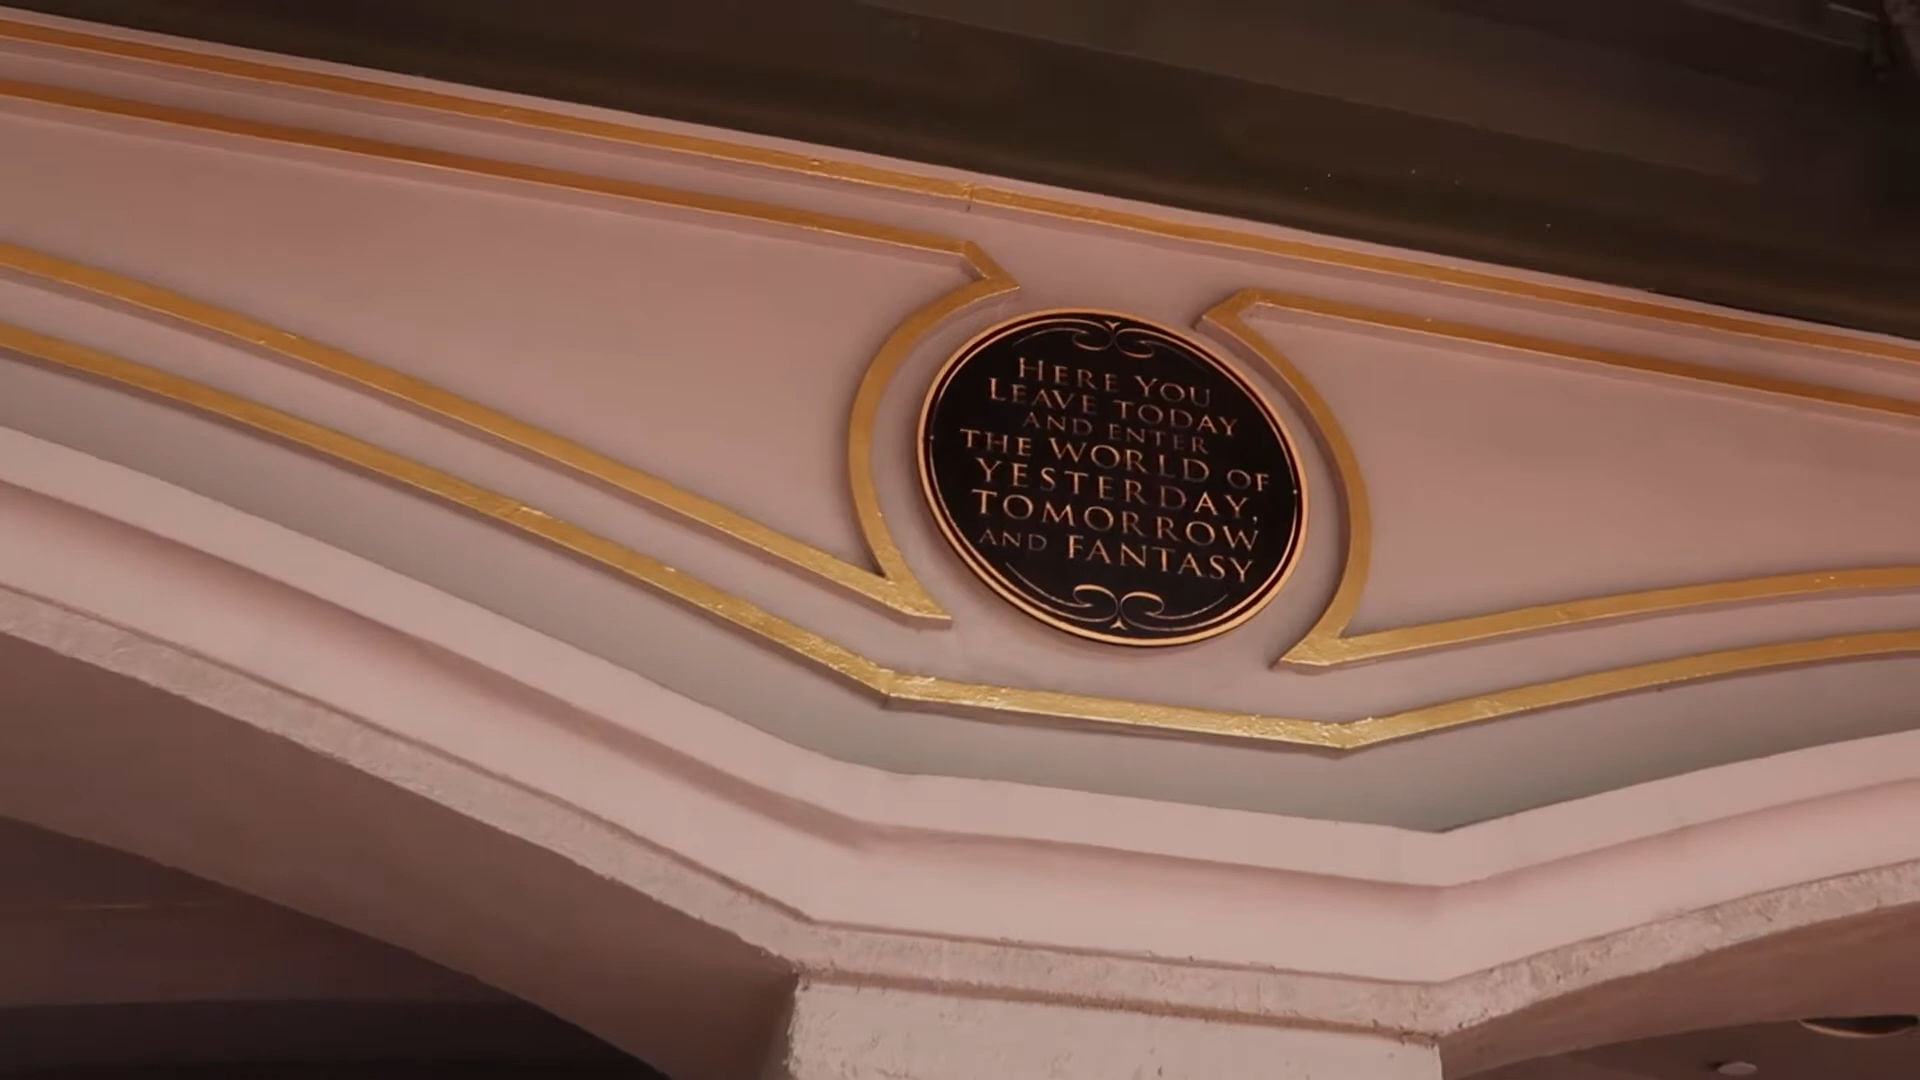 HERE YOU
LEAVE TODAY
AND ENTER
THE WORLD OF
YESTERDAY,
TOMORROW
AND FANTASY